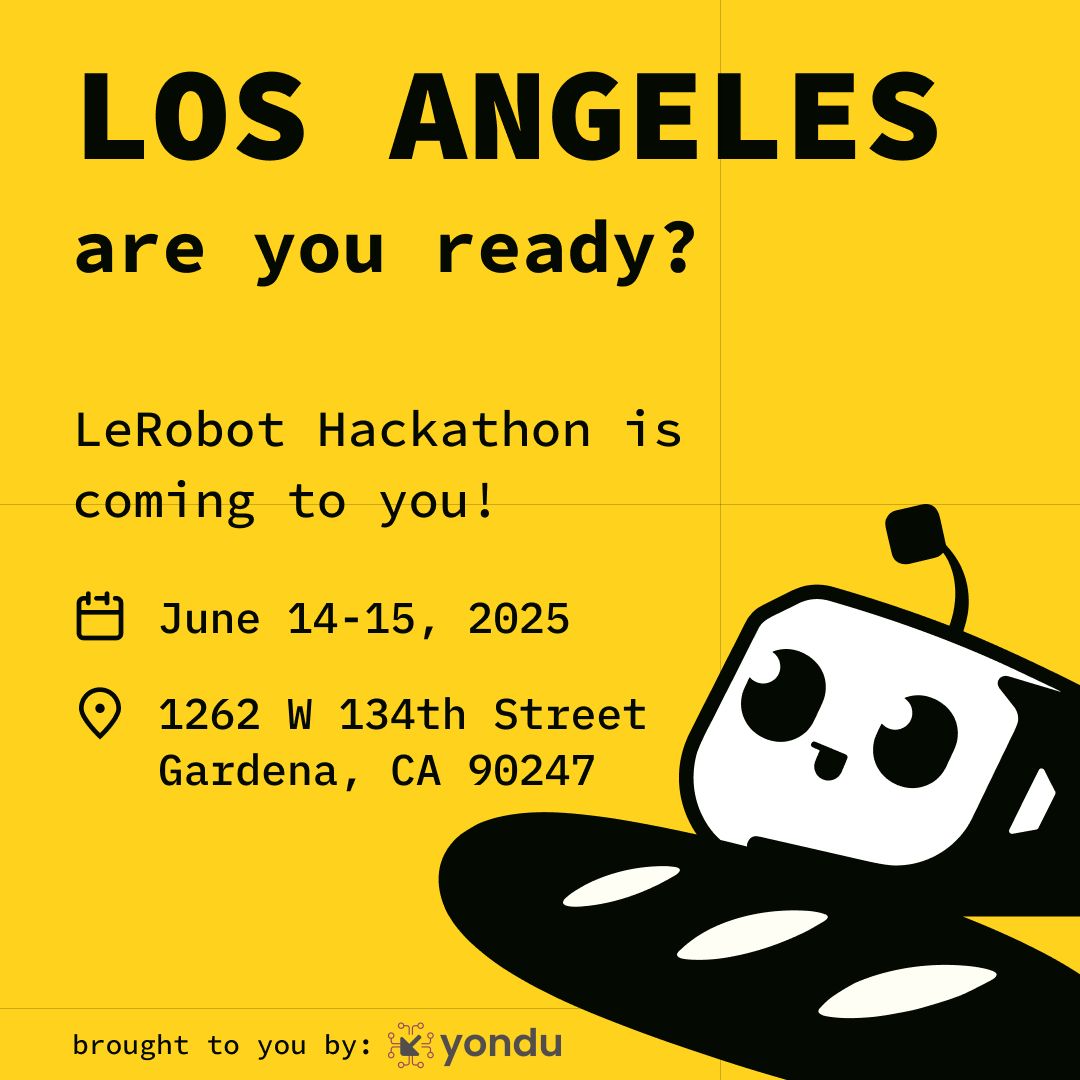 LOS ANGELES
are you ready?
LeRobot Hackathon is
coming to you!
June 14-15, 2025
1262 W 134th Street
Gardena, CA 90247
brought to you by: yondu